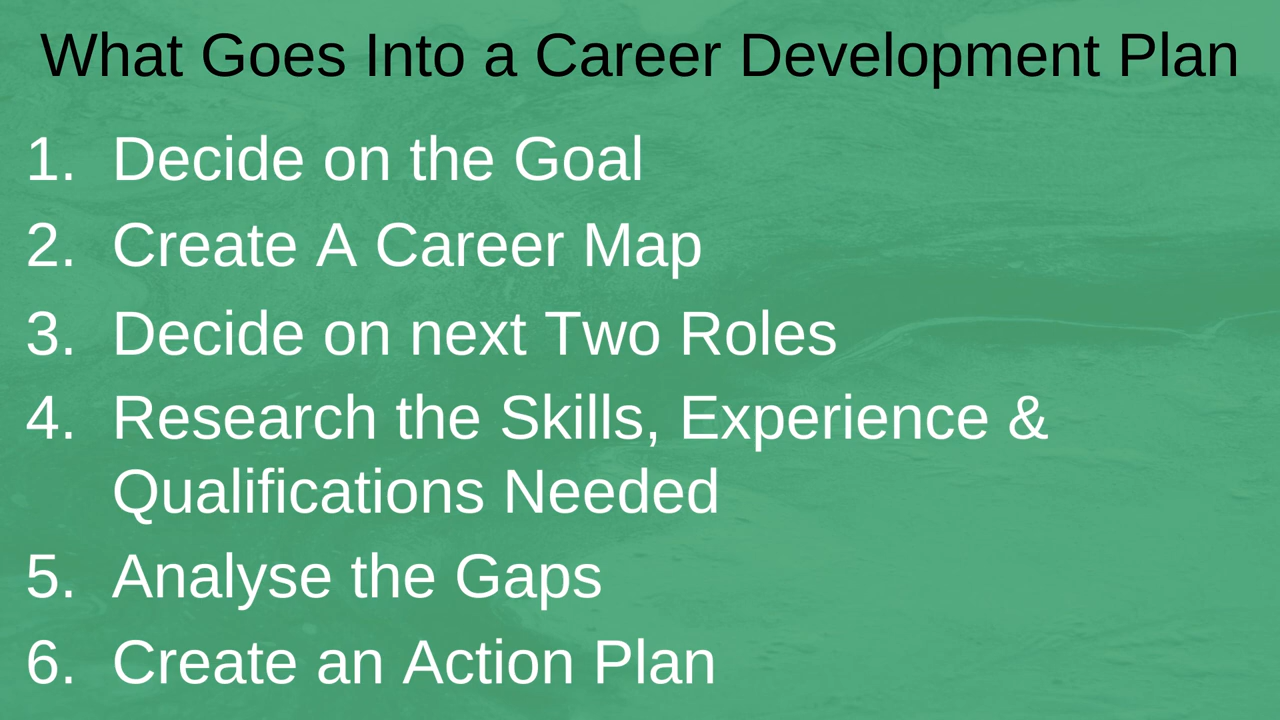 What Goes Into a Career Development Plan
1. Decide on the Goal
2. Create A Career Map
3. Decide on next Two Roles
4. Research the Skills, Experience &
Qualifications Needed
5. Analyse the Gaps
6. Create an Action Plan